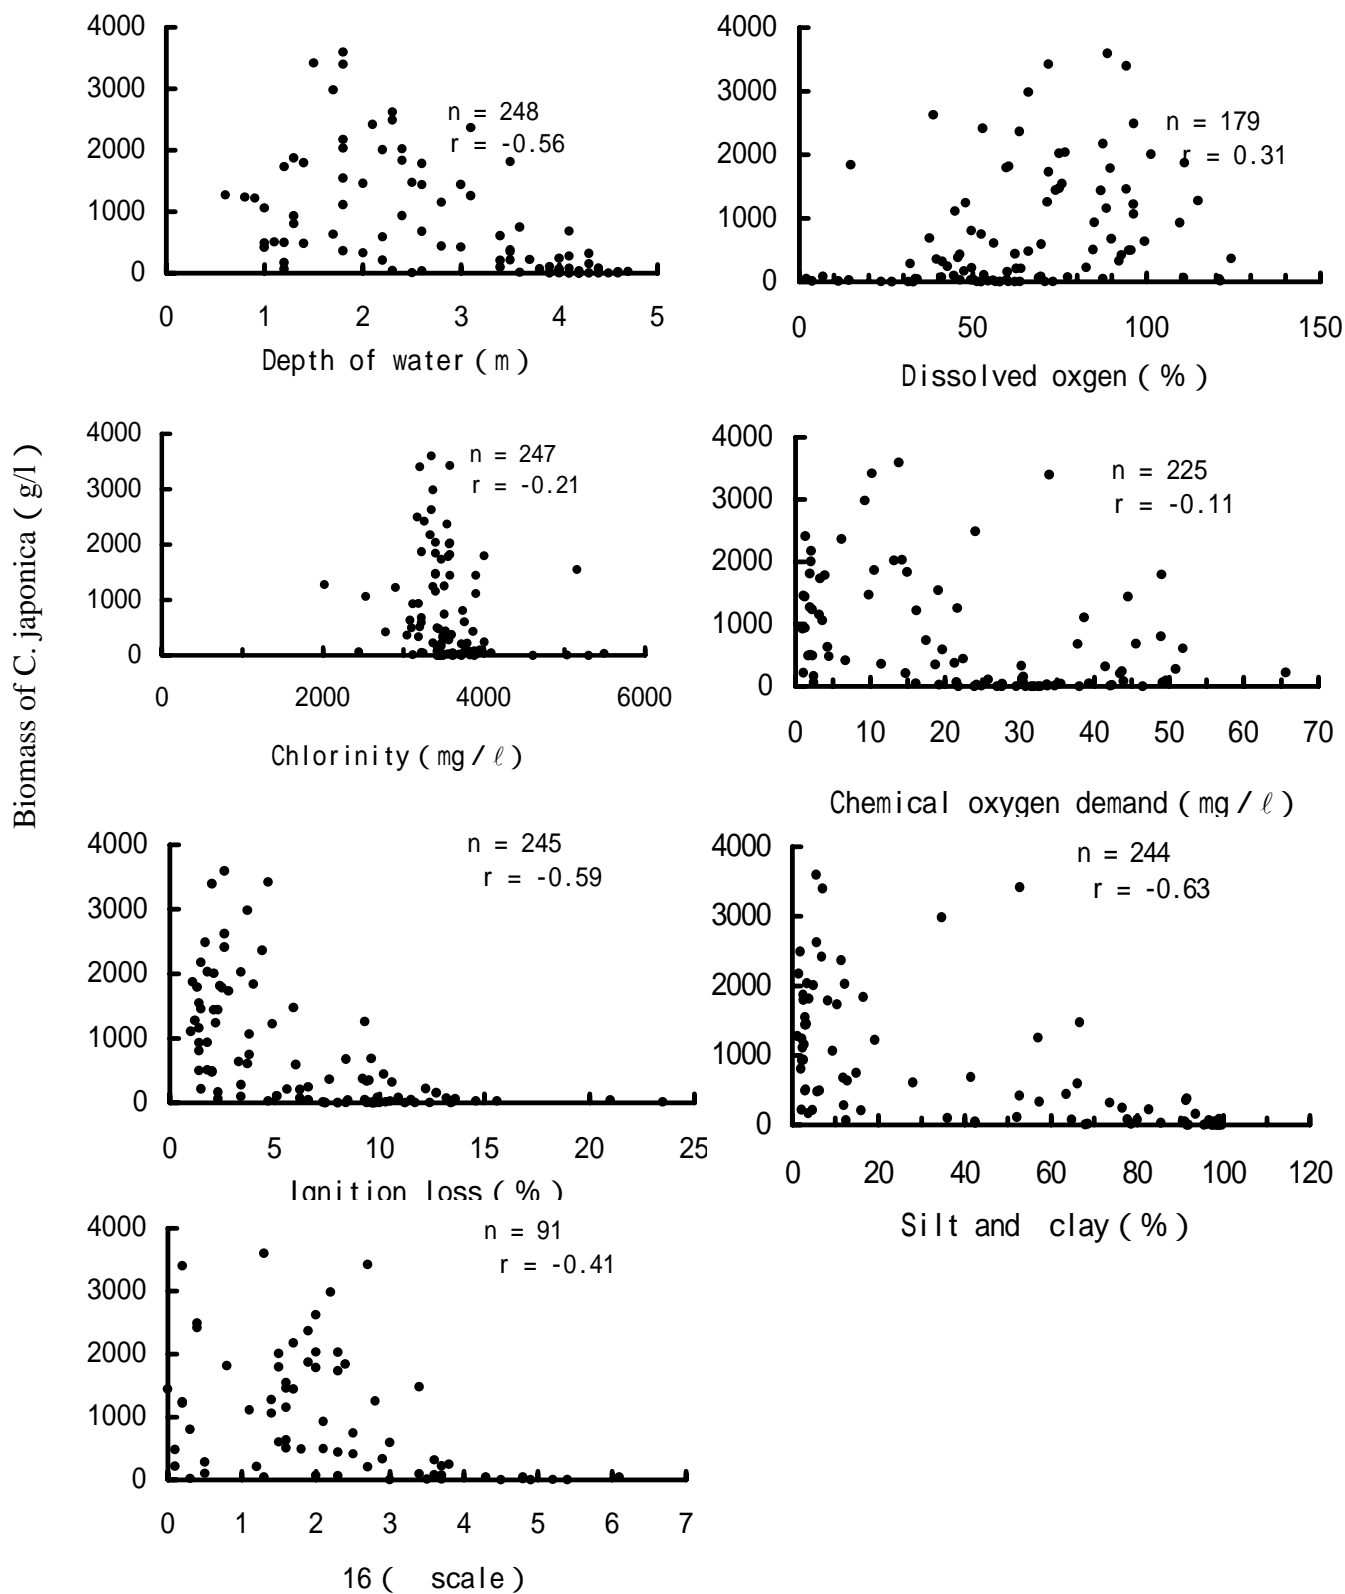 Biomass of C. japonica ( g/l )
4000
3000
2000
1000
0
n = 248
r = -0.56
0 1 2 3 4 5
Depth of water ( m )
4000
3000
2000
1000
0
n = 179
r = 0.31
0 50 100 150
Dissolved oxgen ( % )
4000
3000
2000
1000
0
n = 247
r = -0.21
0 2000 4000 6000
Chlorinity ( mg / ℓ )
4000
3000
2000
1000
0
n = 225
r = -0.11
0 10 20 30 40 50 60 70
Chemical oxygen demand ( mg / ℓ )
4000
3000
2000
1000
0
n = 245
r = -0.59
0 5 10 15 20 25
Ignition loss ( % )
4000
3000
2000
1000
0
n = 244
r = -0.63
0 20 40 60 80 100 120
Silt and clay ( % )
4000
3000
2000
1000
0
n = 91
r = -0.41
0 1 2 3 4 5 6 7
16 ( scale )